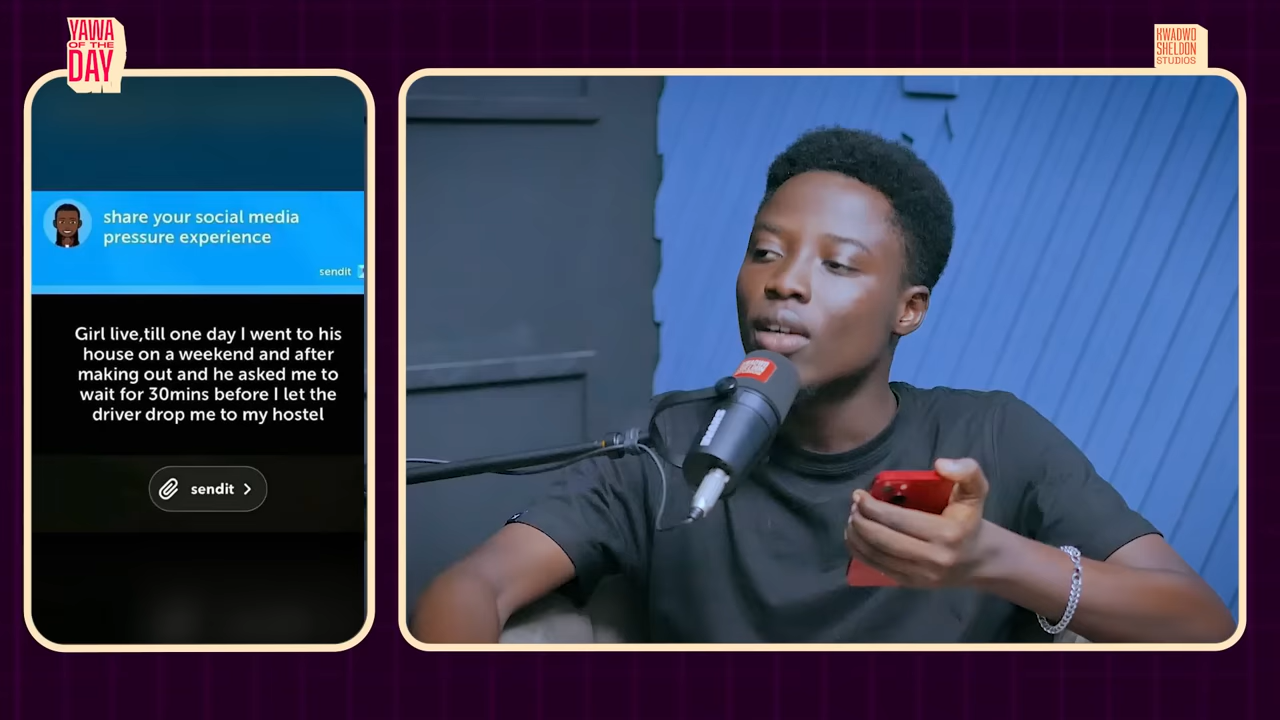 YAWA
OF THE
DAY
KWADWO
SHELDON
STUDIOS
share your social media
pressure experience
sendit
Girl live,till one day I went to his
house on a weekend and after
making out and he asked me to
wait for 30mins before I let the
driver drop me to my hostel
sendit